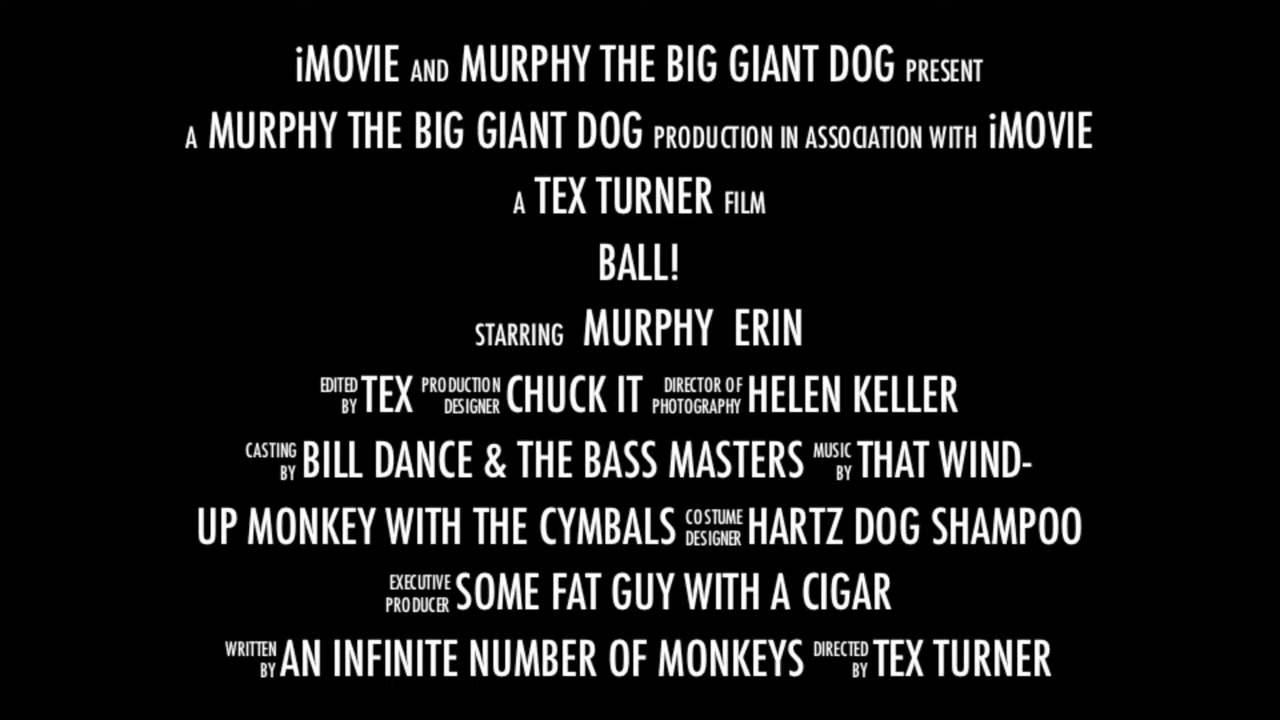 iMOVIE AND MURPHY THE BIG GIANT DOG PRESENT
A MURPHY THE BIG GIANT DOG PRODUCTION IN ASSOCIATION WITH iMOVIE
A TEX TURNER FILM
BALL!
STARRING MURPHY ERIN
EDITED BY TEX PRODUCTION DESIGNER CHUCK IT DIRECTOR OF PHOTOGRAPHY HELEN KELLER
CASTING BY BILL DANCE & THE BASS MASTERS MUSIC BY THAT WIND-
UP MONKEY WITH THE CYMBALS COSTUME DESIGNER HARTZ DOG SHAMPOO
EXECUTIVE PRODUCER SOME FAT GUY WITH A CIGAR
WRITTEN BY AN INFINITE NUMBER OF MONKEYS DIRECTED BY TEX TURNER